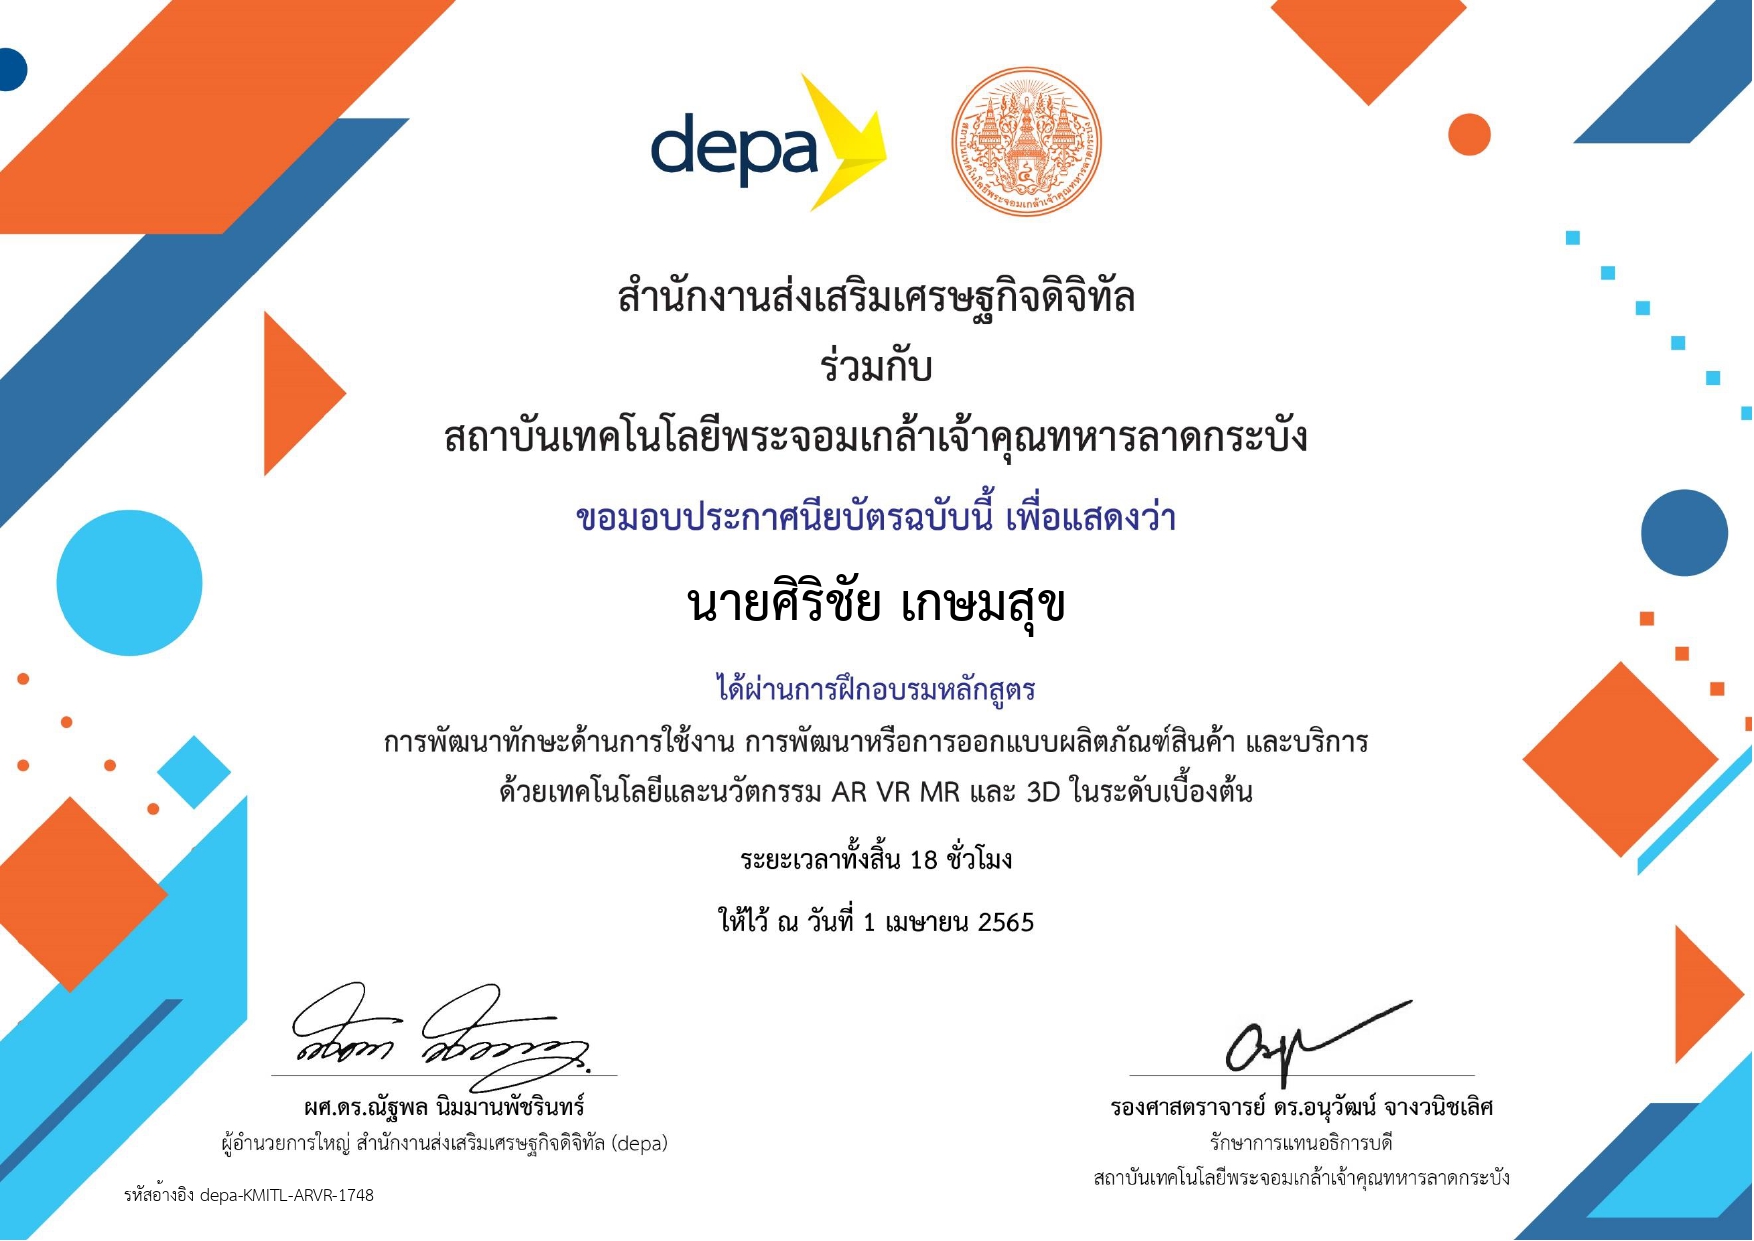 depa
สถาบันเทคโนโลยีพระจอมเกล้าเจ้าคุณทหารลาดกระบัง
สำนักงานส่งเสริมเศรษฐกิจดิจิทัล
ร่วมกับ
สถาบันเทคโนโลยีพระจอมเกล้าเจ้าคุณทหารลาดกระบัง
ขอมอบประกาศนียบัตรฉบับนี้ เพื่อแสดงว่า
นายศิริชัย เกษมสุข
ได้ผ่านการฝึกอบรมหลักสูตร
การพัฒนาทักษะด้านการใช้งาน การพัฒนาหรือการออกแบบผลิตภัณฑ์สินค้า และบริการ
ด้วยเทคโนโลยีและนวัตกรรม AR VR MR และ 3D ในระดับเบื้องต้น
ระยะเวลาทั้งสิ้น 18 ชั่วโมง
ให้ไว้ ณ วันที่ 1 เมษายน 2565
ผศ.ดร.ณัฐพล นิมมานพัชรินทร์
ผู้อำนวยการใหญ่ สำนักงานส่งเสริมเศรษฐกิจดิจิทัล (depa)
รองศาสตราจารย์ ดร.อนุวัฒน์ จางวนิชเลิศ
รักษาการแทนอธิการบดี
สถาบันเทคโนโลยีพระจอมเกล้าเจ้าคุณทหารลาดกระบัง
รหัสอ้างอิง depa-KMITL-ARVR-1748